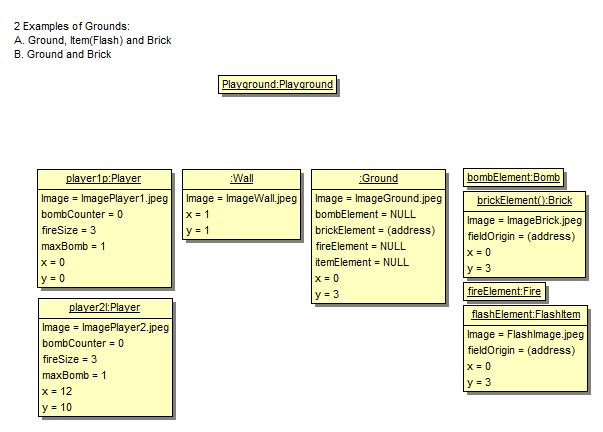 2 Examples of Grounds:
A. Ground, Item(Flash) and Brick
B. Ground and Brick
Playground:Playground
player1p:Player
Image = ImagePlayer1.jpeg
bombCounter = 0
fireSize = 3
maxBomb = 1
x = 0
y = 0
player2l:Player
Image = ImagePlayer2.jpeg
bombCounter = 0
fireSize = 3
maxBomb = 1
x = 12
y = 10
:Wall
Image = ImageWall.jpeg
x = 1
y = 1
:Ground
Image = ImageGround.jpeg
bombElement = NULL
brickElement = (address)
fireElement = NULL
itemElement = NULL
x = 0
y = 3
bombElement:Bomb
brickElement():Brick
Image = ImageBrick.jpeg
fieldOrigin = (address)
x = 0
y = 3
fireElement:Fire
flashElement:FlashItem
Image = FlashImage.jpeg
fieldOrigin = (address)
x = 0
y = 3